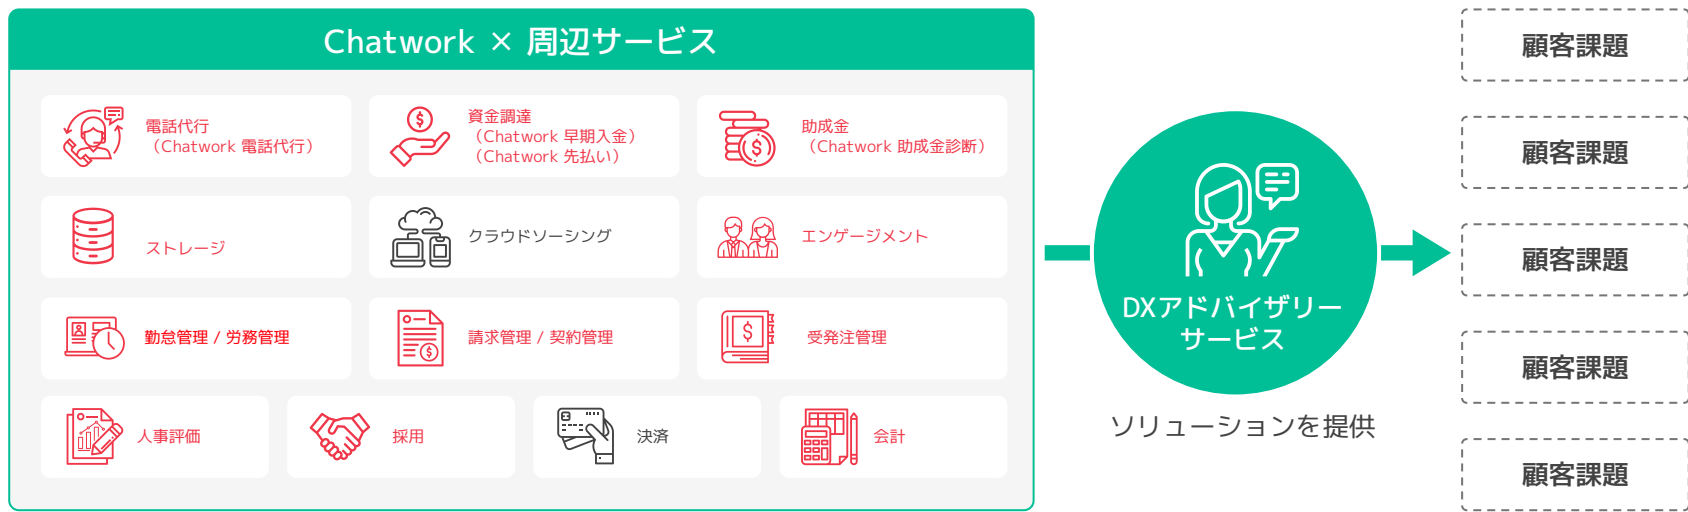 Chatwork × 周辺サービス
電話代行
（Chatwork 電話代行）
資金調達
（Chatwork 早期入金）
（Chatwork 先払い）
助成金
（Chatwork 助成金診断）
ストレージ
クラウドソーシング
エンゲージメント
勤怠管理 / 労務管理
請求管理 / 契約管理
受発注管理
人事評価
採用
決済
会計
DXアドバイザリー
サービス
ソリューションを提供
顧客課題
顧客課題
顧客課題
顧客課題
顧客課題